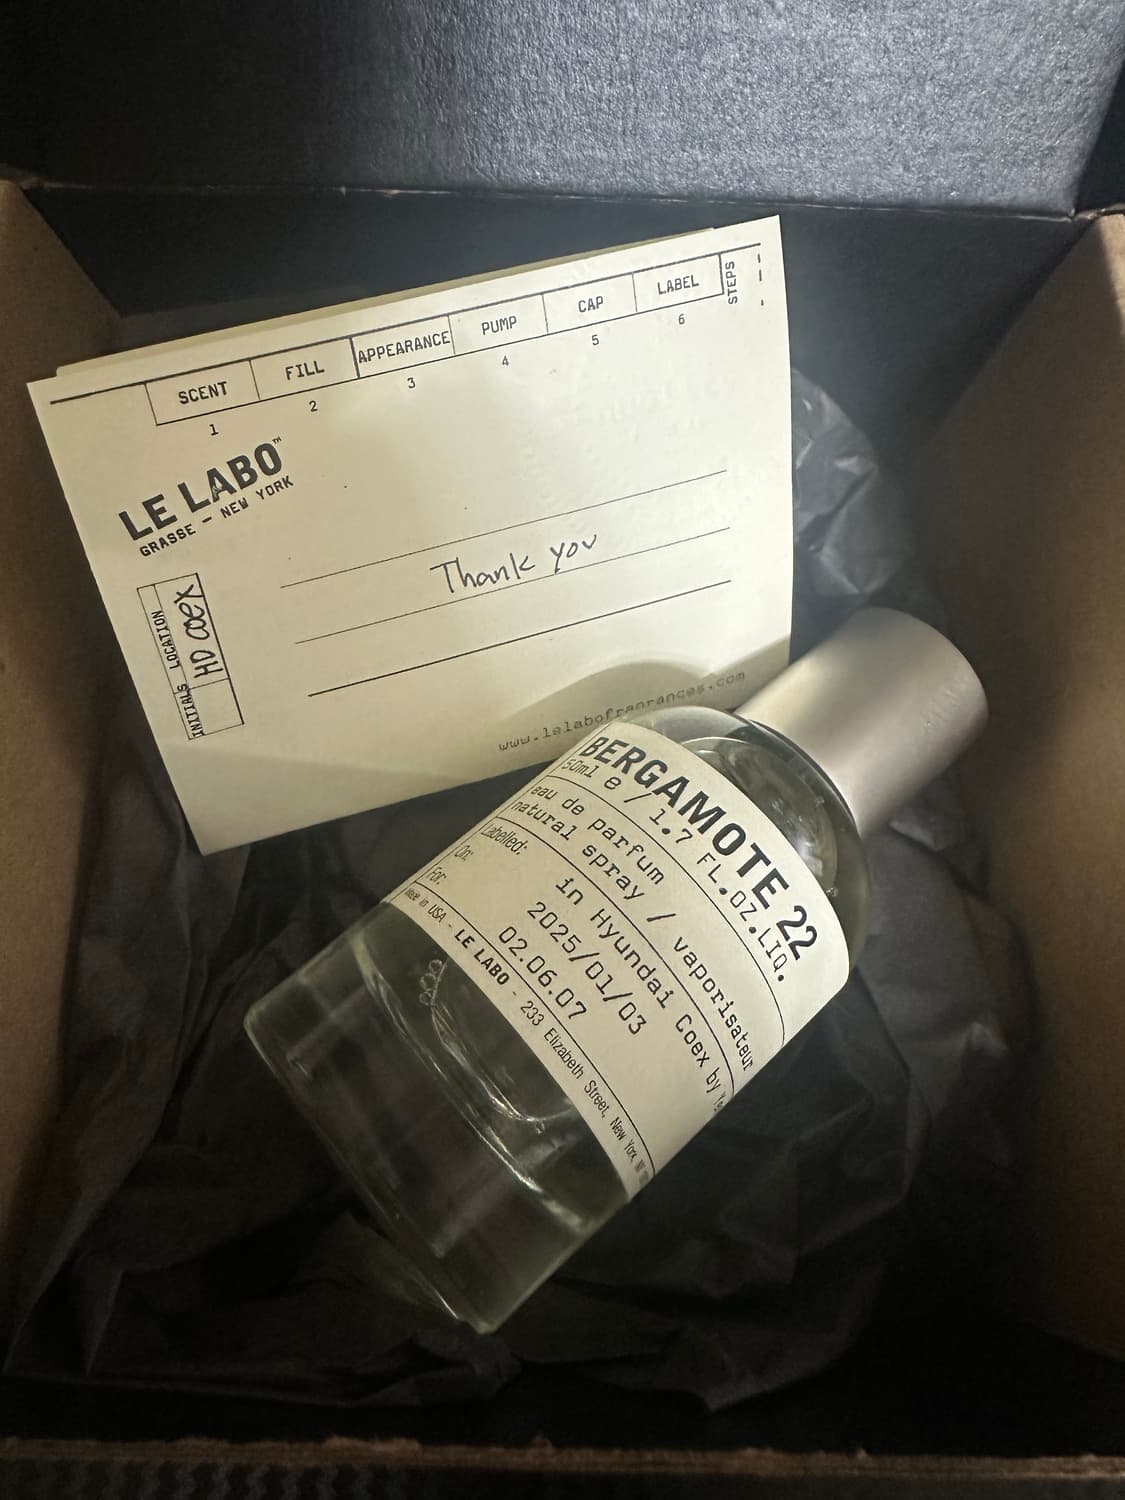 SCENT FILL APPEARANCE PUMP CAP LABEL STEPS
1 2 3 4 5 6
LE LABO™
GRASSE - NEW YORK
Thank you
LOCATION HD COEX
INITIALS
www.lelabofragrances.com
BERGAMOTE 22
50ml e / 1.7 FL.OZ.LIQ.
eau de parfum
natural spray / vaporisateur
Labelled: in Hyundai Coex by
On: 2025/01/03
For: 02.06.07
Made in USA - LE LABO - 233 Elizabeth Street, New York